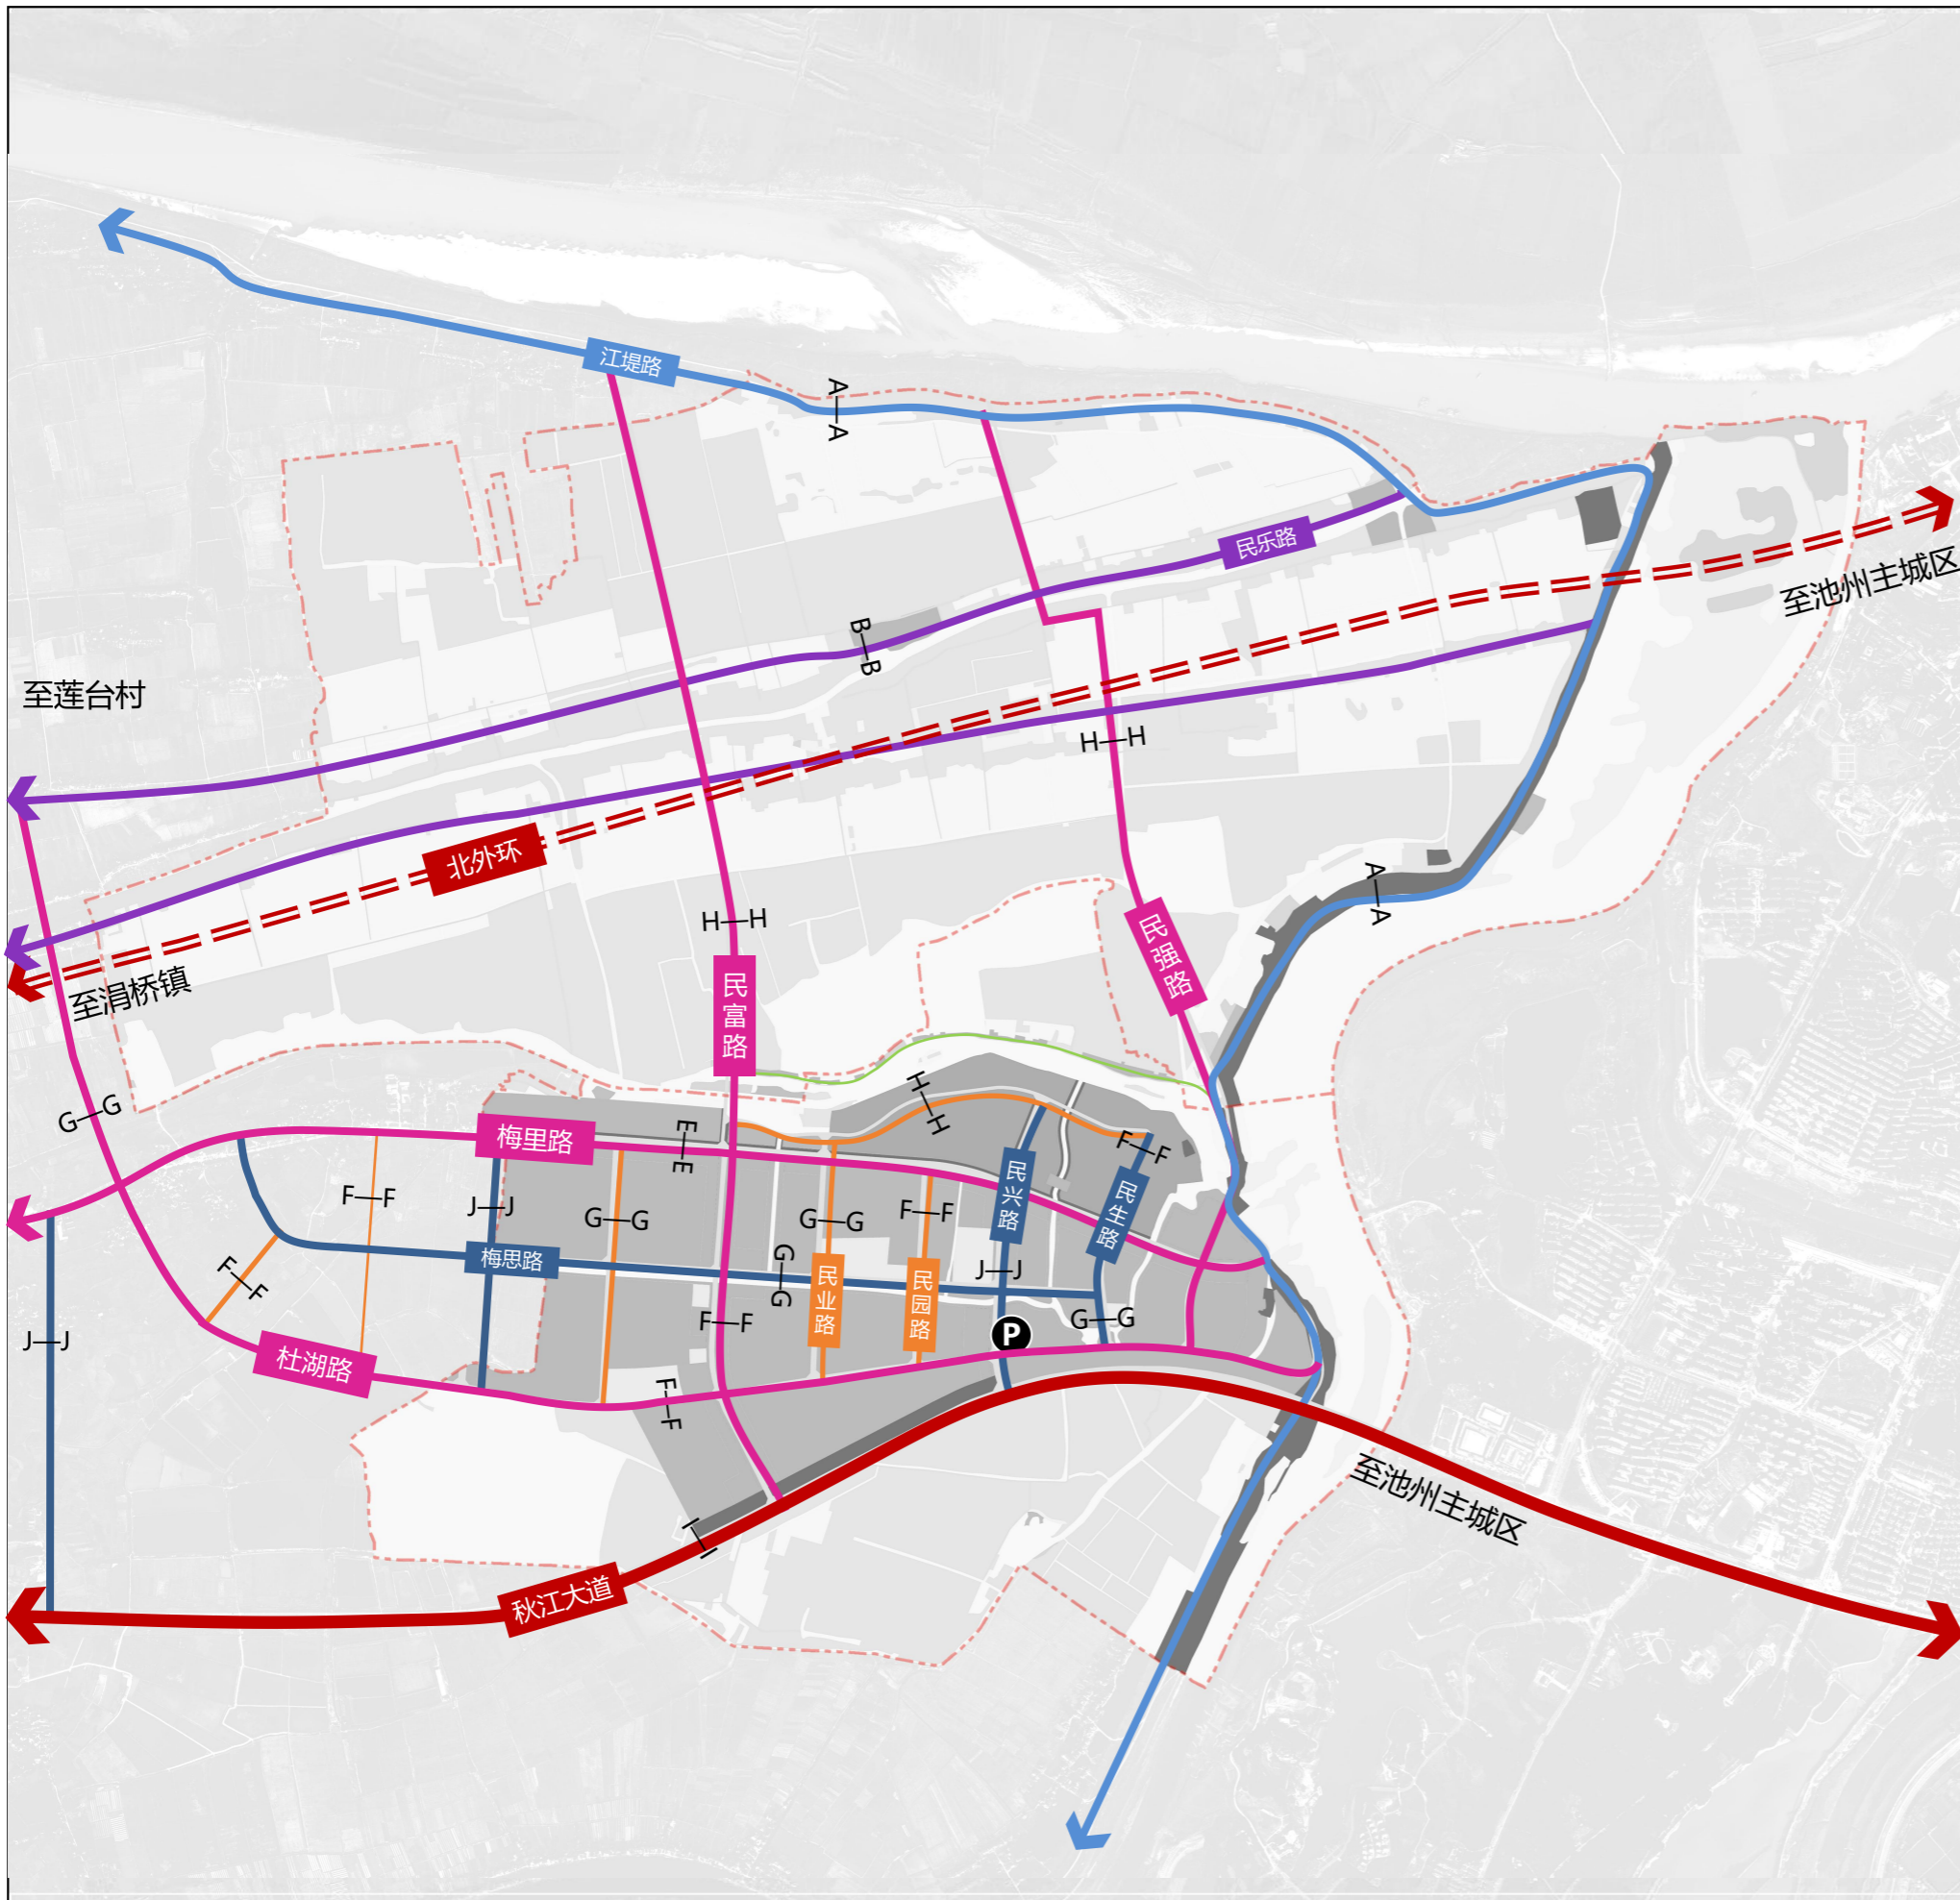 江堤路
A—A
民乐路
至池州主城区
B—B
至莲台村
H—H
北外环
A—A
H—H
民强路
至涓桥镇
民富路
G—G
H—H
梅里路
E—E
F—F
民兴路
民生路
F—F
J—J
G—G
G—G
F—F
梅思路
F—F
G—G
J—J
民业路
民园路
J—J
F—F
G—G
P
杜湖路
F—F
至池州主城区
I—I
秋江大道